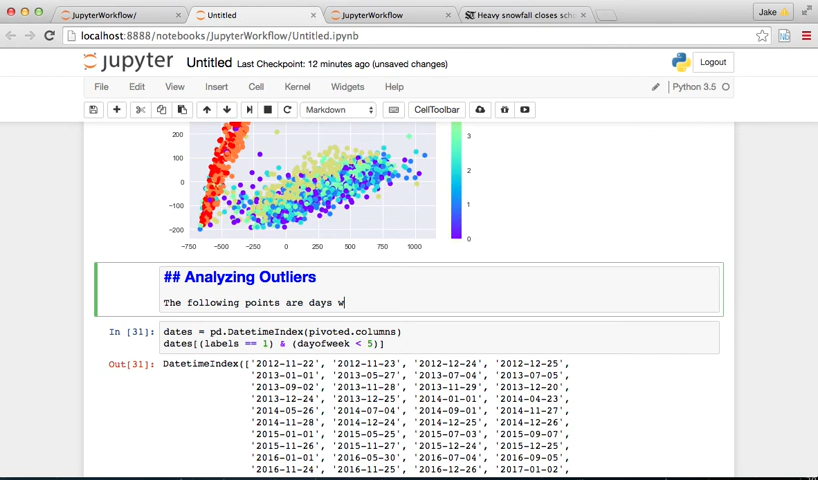 JupyterWorkflow/
Untitled
JupyterWorkflow
Heavy snowfall closes sch
Jake
localhost:8888/notebooks/JupyterWorkflow/Untitled.ipynb
jupyter Untitled Last Checkpoint: 12 minutes ago (unsaved changes)
Logout
File Edit View Insert Cell Kernel Widgets Help
Python 3.5
Markdown
CellToolbar
200
100
0
-100
-200
-750 -500 -250 0 250 500 750 1000
3
2
1
0
## Analyzing Outliers
The following points are days w
In [31]: dates = pd.DatetimeIndex(pivoted.columns)
dates[(labels == 1) & (dayofweek < 5)]
Out[31]: DatetimeIndex(['2012-11-22', '2012-11-23', '2012-12-24', '2012-12-25',
'2013-01-01', '2013-05-27', '2013-07-04', '2013-07-05',
'2013-09-02', '2013-11-28', '2013-11-29', '2013-12-20',
'2013-12-24', '2013-12-25', '2014-01-01', '2014-04-23',
'2014-05-26', '2014-07-04', '2014-09-01', '2014-11-27',
'2014-11-28', '2014-12-24', '2014-12-25', '2014-12-26',
'2015-01-01', '2015-05-25', '2015-07-03', '2015-09-07',
'2015-11-26', '2015-11-27', '2015-12-24', '2015-12-25',
'2016-01-01', '2016-05-30', '2016-07-04', '2016-09-05',
'2016-11-24', '2016-11-25', '2016-12-26', '2017-01-02',